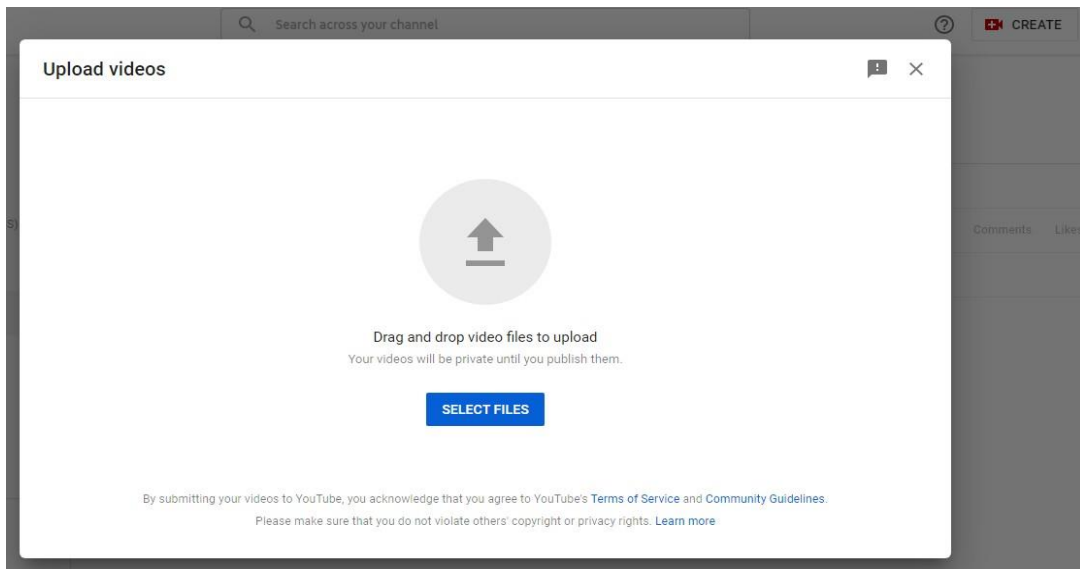 Search across your channel
CREATE
Upload videos
S)
Comments Likes
Drag and drop video files to upload
Your videos will be private until you publish them.
SELECT FILES
By submitting your videos to YouTube, you acknowledge that you agree to YouTube's Terms of Service and Community Guidelines.
Please make sure that you do not violate others' copyright or privacy rights. Learn more